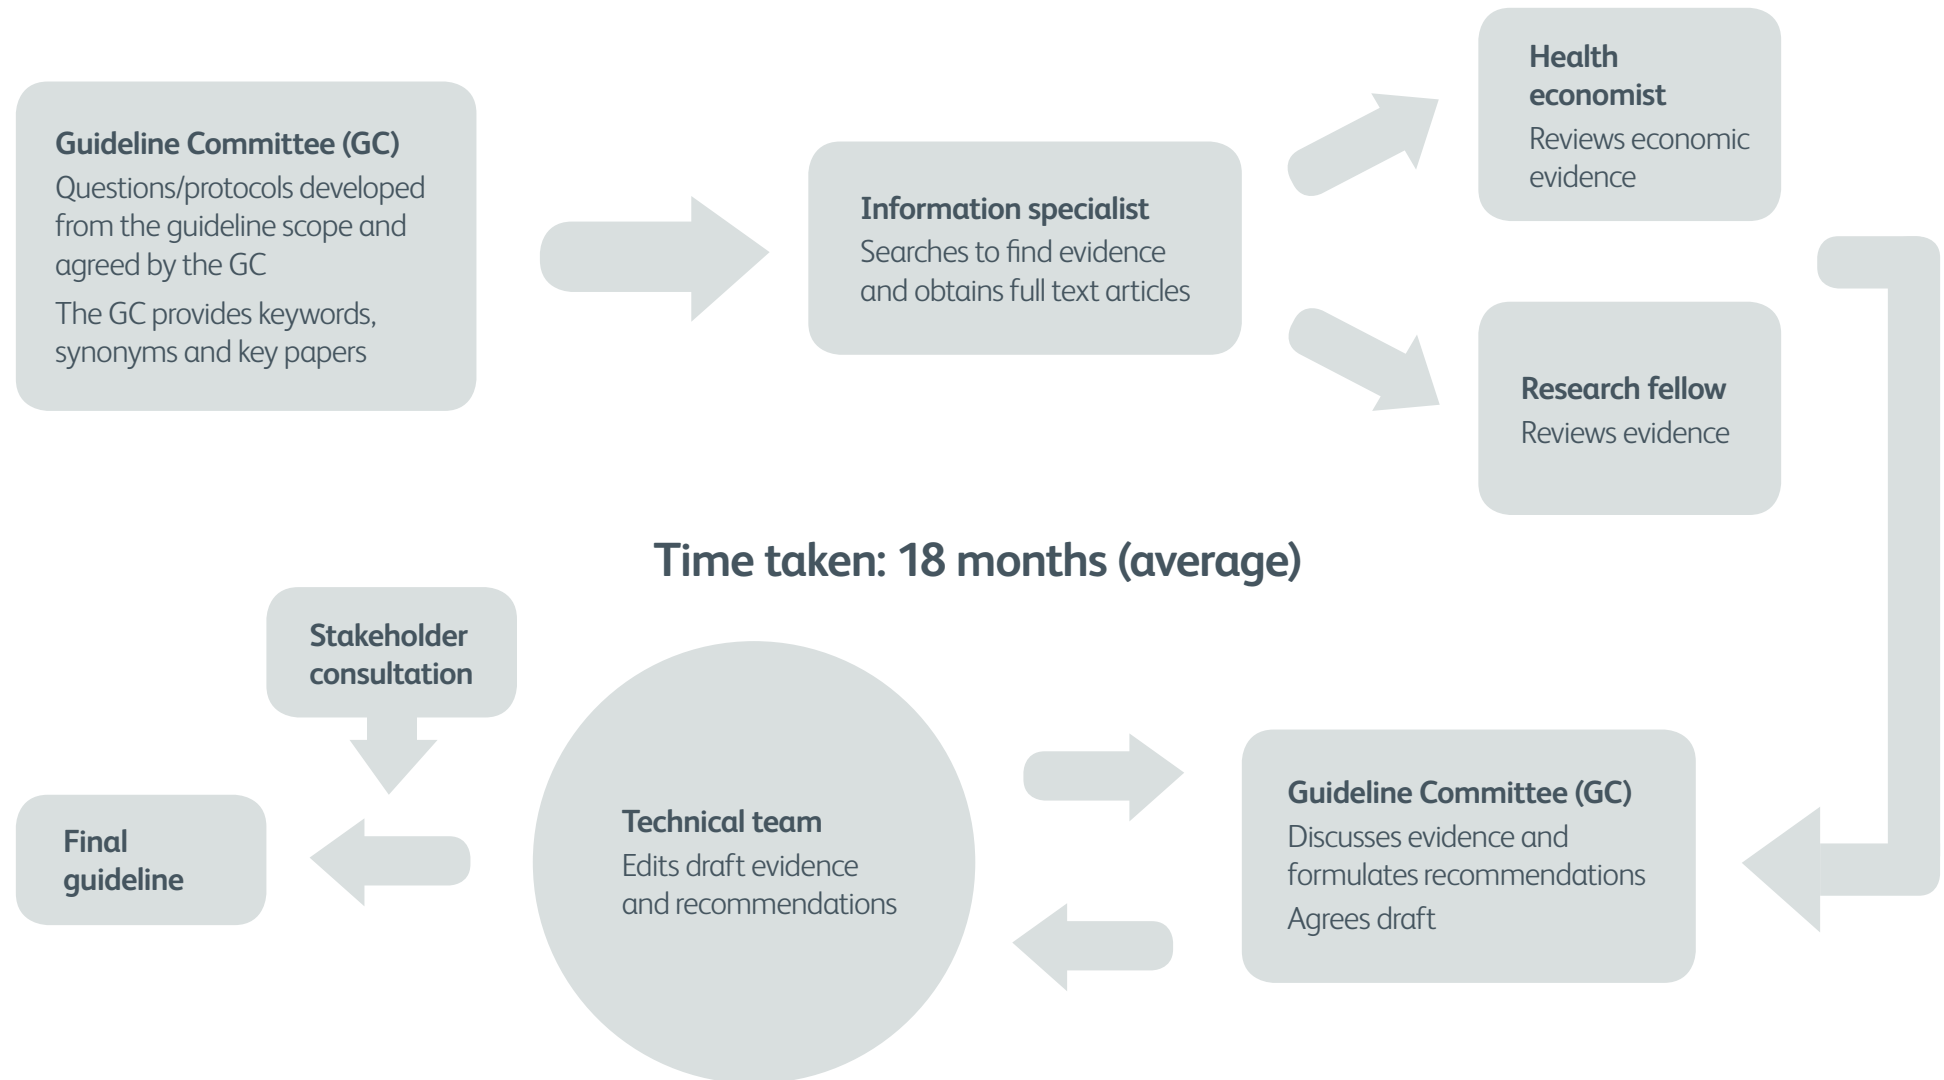 Guideline Committee (GC)
Questions/protocols developed
from the guideline scope and
agreed by the GC
The GC provides keywords,
synonyms and key papers
Information specialist
Searches to find evidence
and obtains full text articles
Health
economist
Reviews economic
evidence
Research fellow
Reviews evidence
Time taken: 18 months (average)
Stakeholder
consultation
Final
guideline
Technical team
Edits draft evidence
and recommendations
Guideline Committee (GC)
Discusses evidence and
formulates recommendations
Agrees draft